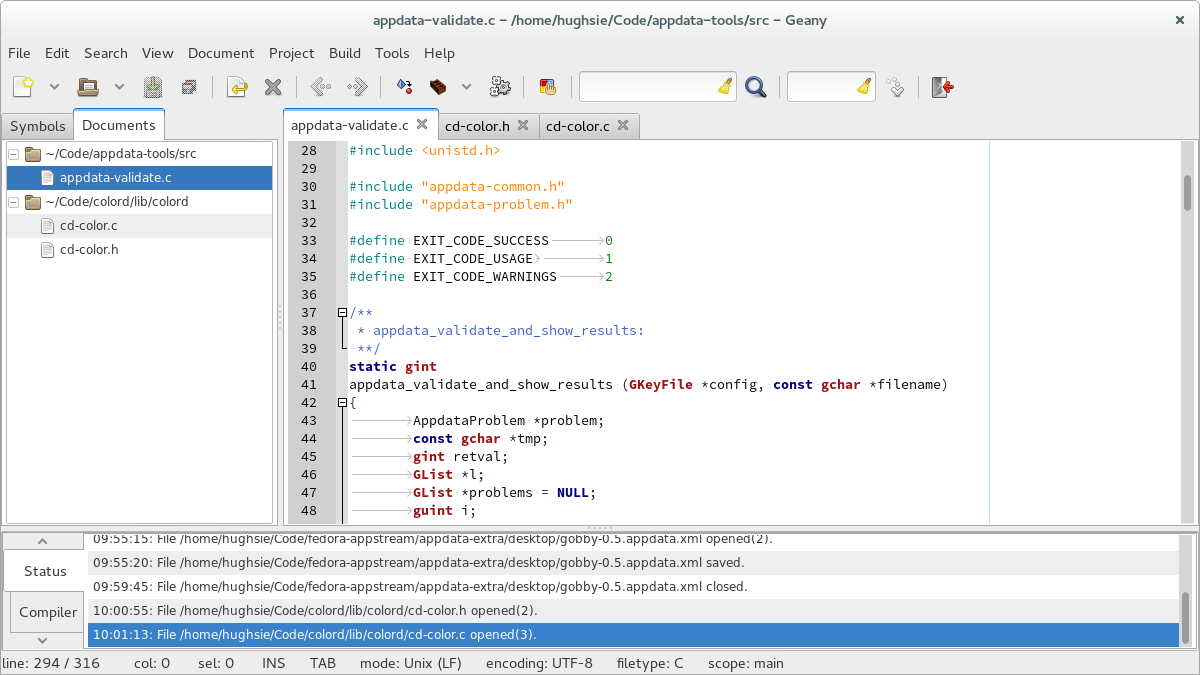 appdata-validate.c – /home/hughsie/Code/appdata-tools/src – Geany
File Edit Search View Document Project Build Tools Help
Symbols Documents
appdata-validate.c cd-color.h cd-color.c
~/Code/appdata-tools/src
appdata-validate.c
~/Code/colord/lib/colord
cd-color.c
cd-color.h
28 #include <unistd.h>
29
30 #include "appdata-common.h"
31 #include "appdata-problem.h"
32
33 #define EXIT_CODE_SUCCESS 0
34 #define EXIT_CODE_USAGE 1
35 #define EXIT_CODE_WARNINGS 2
36
37 /**
38 * appdata_validate_and_show_results:
39 **/
40 static gint
41 appdata_validate_and_show_results (GKeyFile *config, const gchar *filename)
42 {
43 AppdataProblem *problem;
44 const gchar *tmp;
45 gint retval;
46 GList *l;
47 GList *problems = NULL;
48 guint i;
Status
Compiler
09:55:15: File /home/hughsie/Code/fedora-appstream/appdata-extra/desktop/gobby-0.5.appdata.xml opened(2).
09:55:20: File /home/hughsie/Code/fedora-appstream/appdata-extra/desktop/gobby-0.5.appdata.xml saved.
09:59:45: File /home/hughsie/Code/fedora-appstream/appdata-extra/desktop/gobby-0.5.appdata.xml closed.
10:00:55: File /home/hughsie/Code/colord/lib/colord/cd-color.h opened(2).
10:01:13: File /home/hughsie/Code/colord/lib/colord/cd-color.c opened(3).
line: 294 / 316 col: 0 sel: 0 INS TAB mode: Unix (LF) encoding: UTF-8 filetype: C scope: main